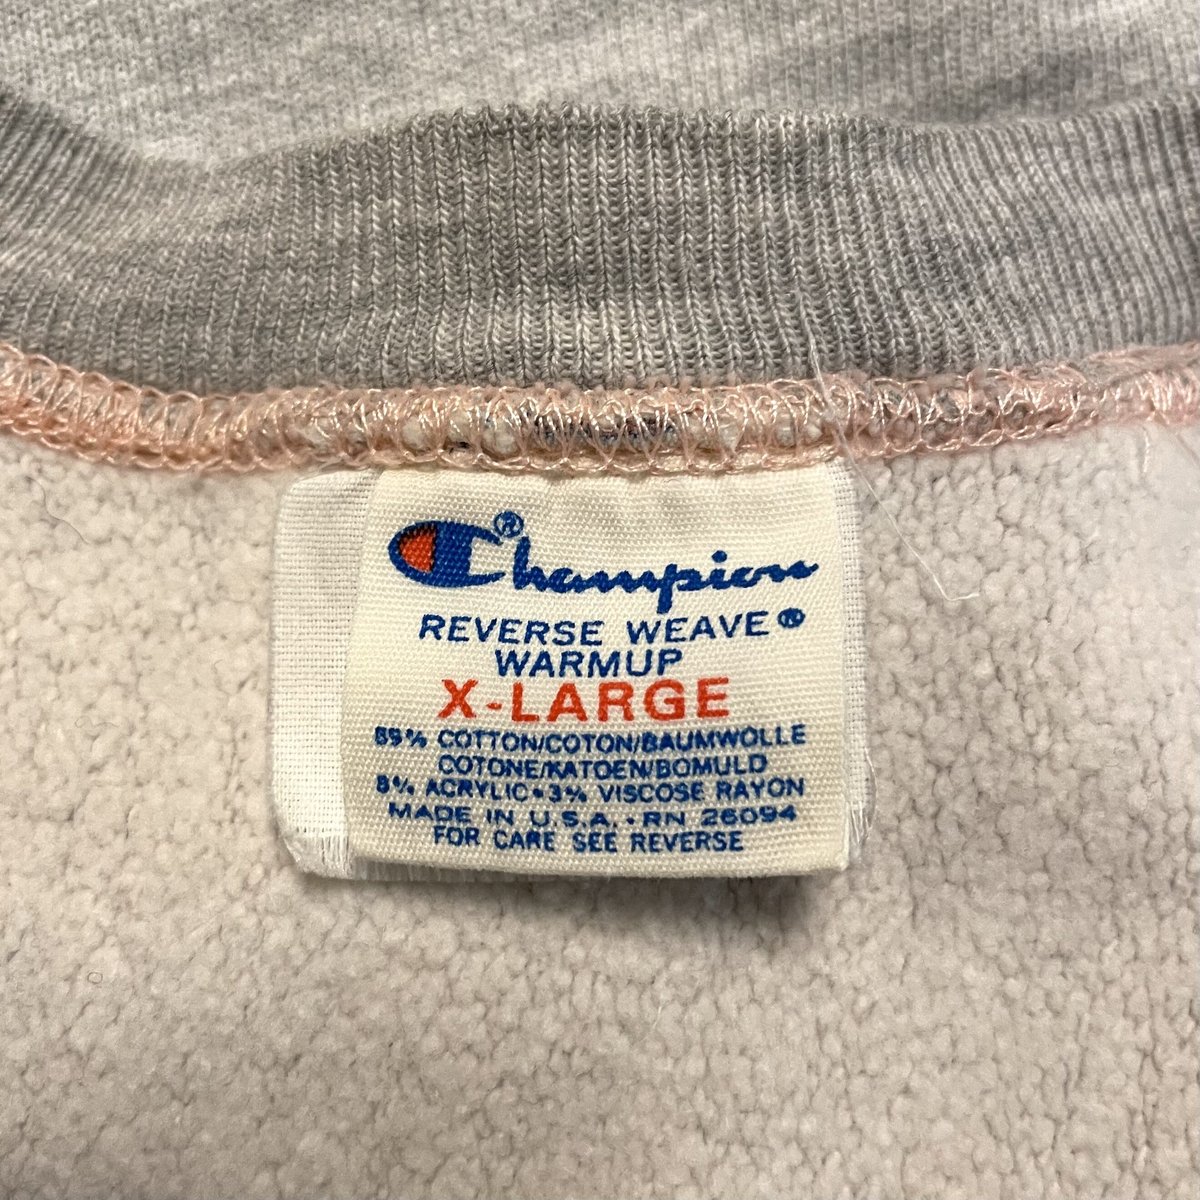 Champion®
REVERSE WEAVE®
WARMUP
X-LARGE
89% COTTON/COTON/BAUMWOLLE
COTONE/KATOEN/BOMULD
8% ACRYLIC • 3% VISCOSE RAYON
MADE IN U.S.A. • RN 26094
FOR CARE SEE REVERSE